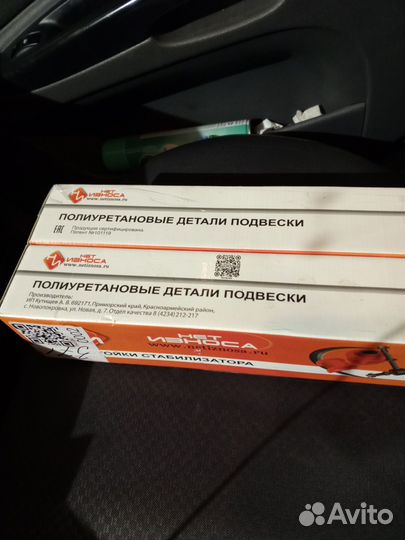 НЕТ
ИЗНОСА
www.netiznosa.ru
ПОЛИУРЕТАНОВЫЕ ДЕТАЛИ ПОДВЕСКИ
ЕАС
Продукция сертифицирована
Патент №101119
НЕТ
ИЗНОСА
www.netiznosa.ru
ПОЛИУРЕТАНОВЫЕ ДЕТАЛИ ПОДВЕСКИ
Производитель:
ИП Кутищев А. В. 692171, Приморский край, Красноармейский район,
с. Новопокровка, ул. Новая, д. 7. Отдел качества 8 (4234) 212-217
НЕТ
ИЗНОСА
www.netiznosa.ru
СТАБИЛИЗАТОРА
Avito